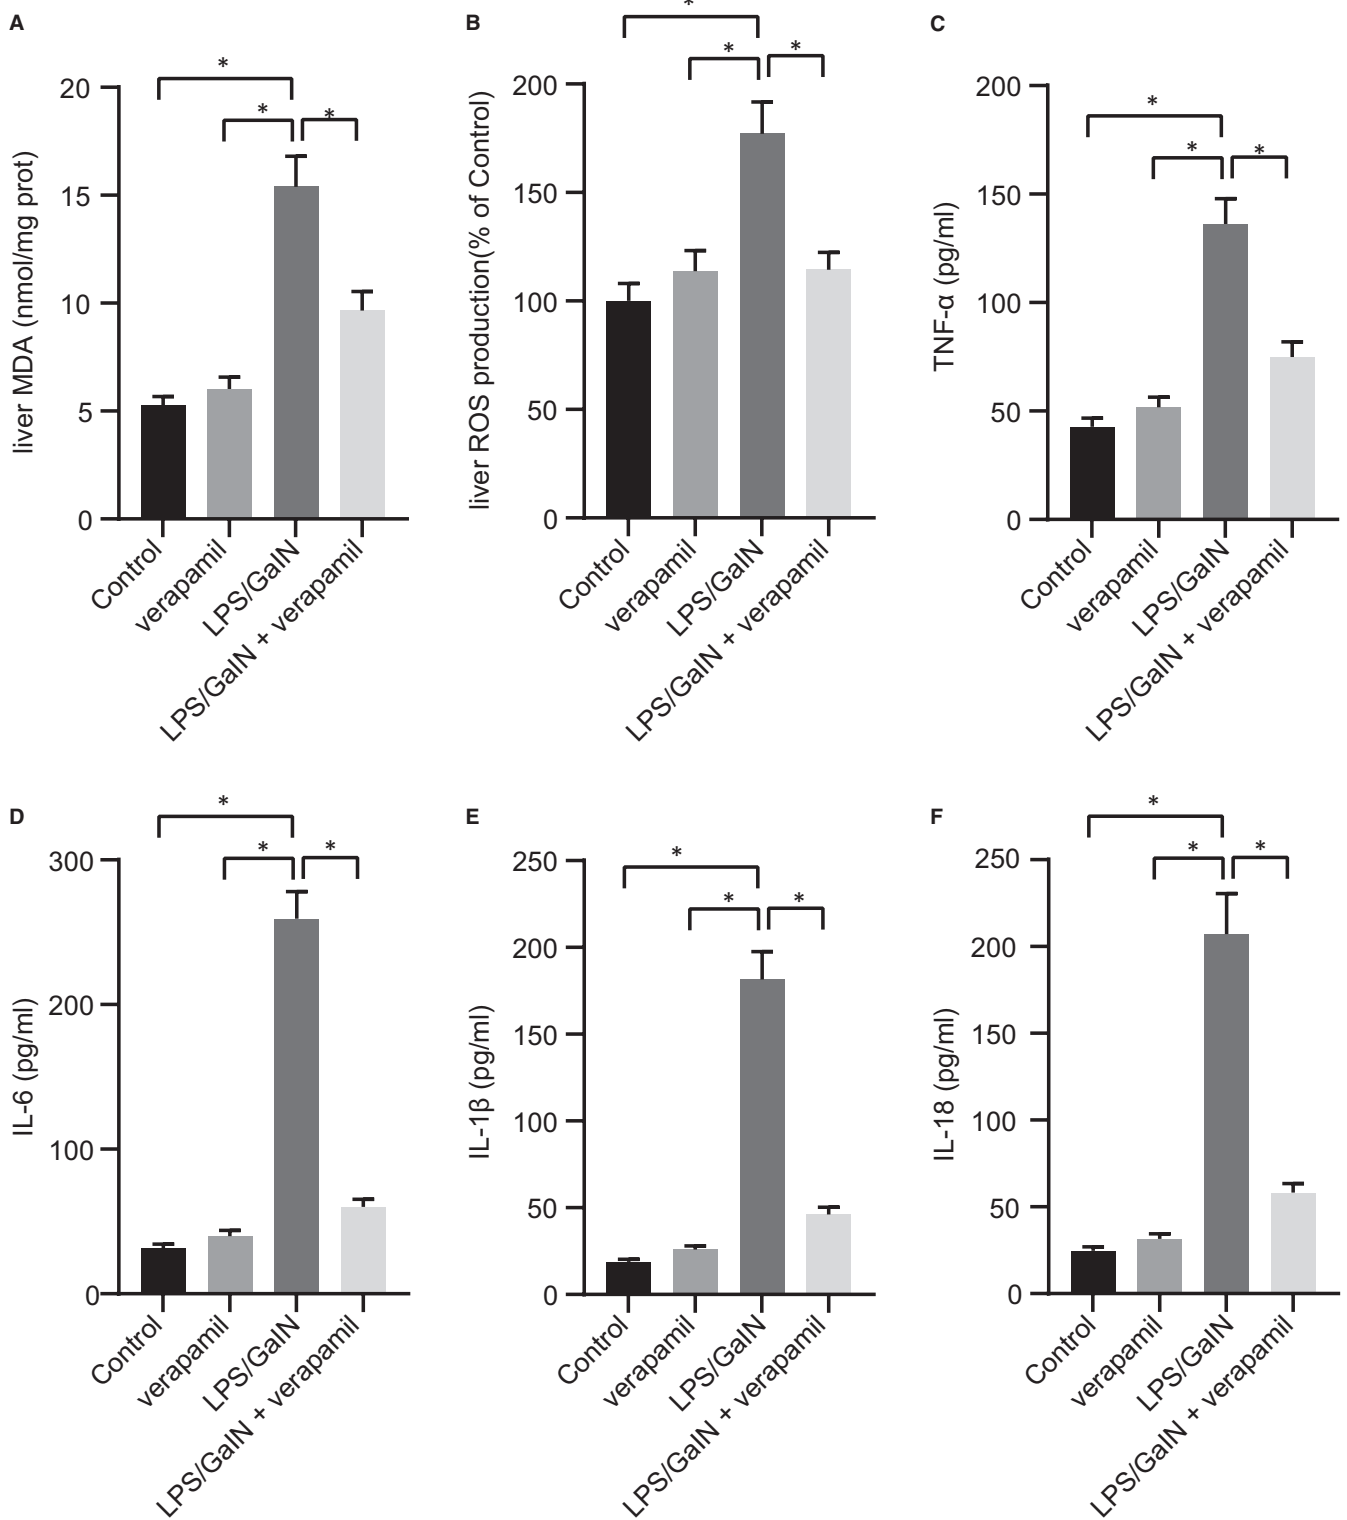 A
*
*
*
liver MDA (nmol/mg prot)
20
15
10
5
0
Control
verapamil
LPS/GalN
LPS/GalN + verapamil
B
*
*
*
liver ROS production(% of Control)
200
150
100
50
0
Control
verapamil
LPS/GalN
LPS/GalN + verapamil
C
*
*
*
TNF-α (pg/ml)
200
150
100
50
0
Control
verapamil
LPS/GalN
LPS/GalN + verapamil
D
*
*
*
IL-6 (pg/ml)
300
200
100
0
Control
verapamil
LPS/GalN
LPS/GalN + verapamil
E
*
*
*
IL-1β (pg/ml)
250
200
150
100
50
0
Control
verapamil
LPS/GalN
LPS/GalN + verapamil
F
*
*
*
IL-18 (pg/ml)
250
200
150
100
50
0
Control
verapamil
LPS/GalN
LPS/GalN + verapamil